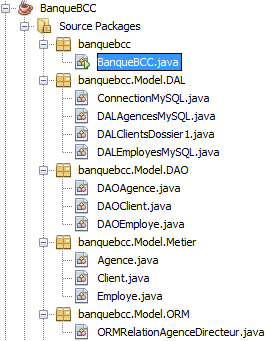 BanqueBCC
Source Packages
banquebcc
BanqueBCC.java
banquebcc.Model.DAL
ConnectionMySQL.java
DALAgencesMySQL.java
DALClientsDossier1.java
DALEmployesMySQL.java
banquebcc.Model.DAO
DAOAgence.java
DAOClient.java
DAOEmploye.java
banquebcc.Model.Metier
Agence.java
Client.java
Employe.java
banquebcc.Model.ORM
ORMRelationAgenceDirecteur.java